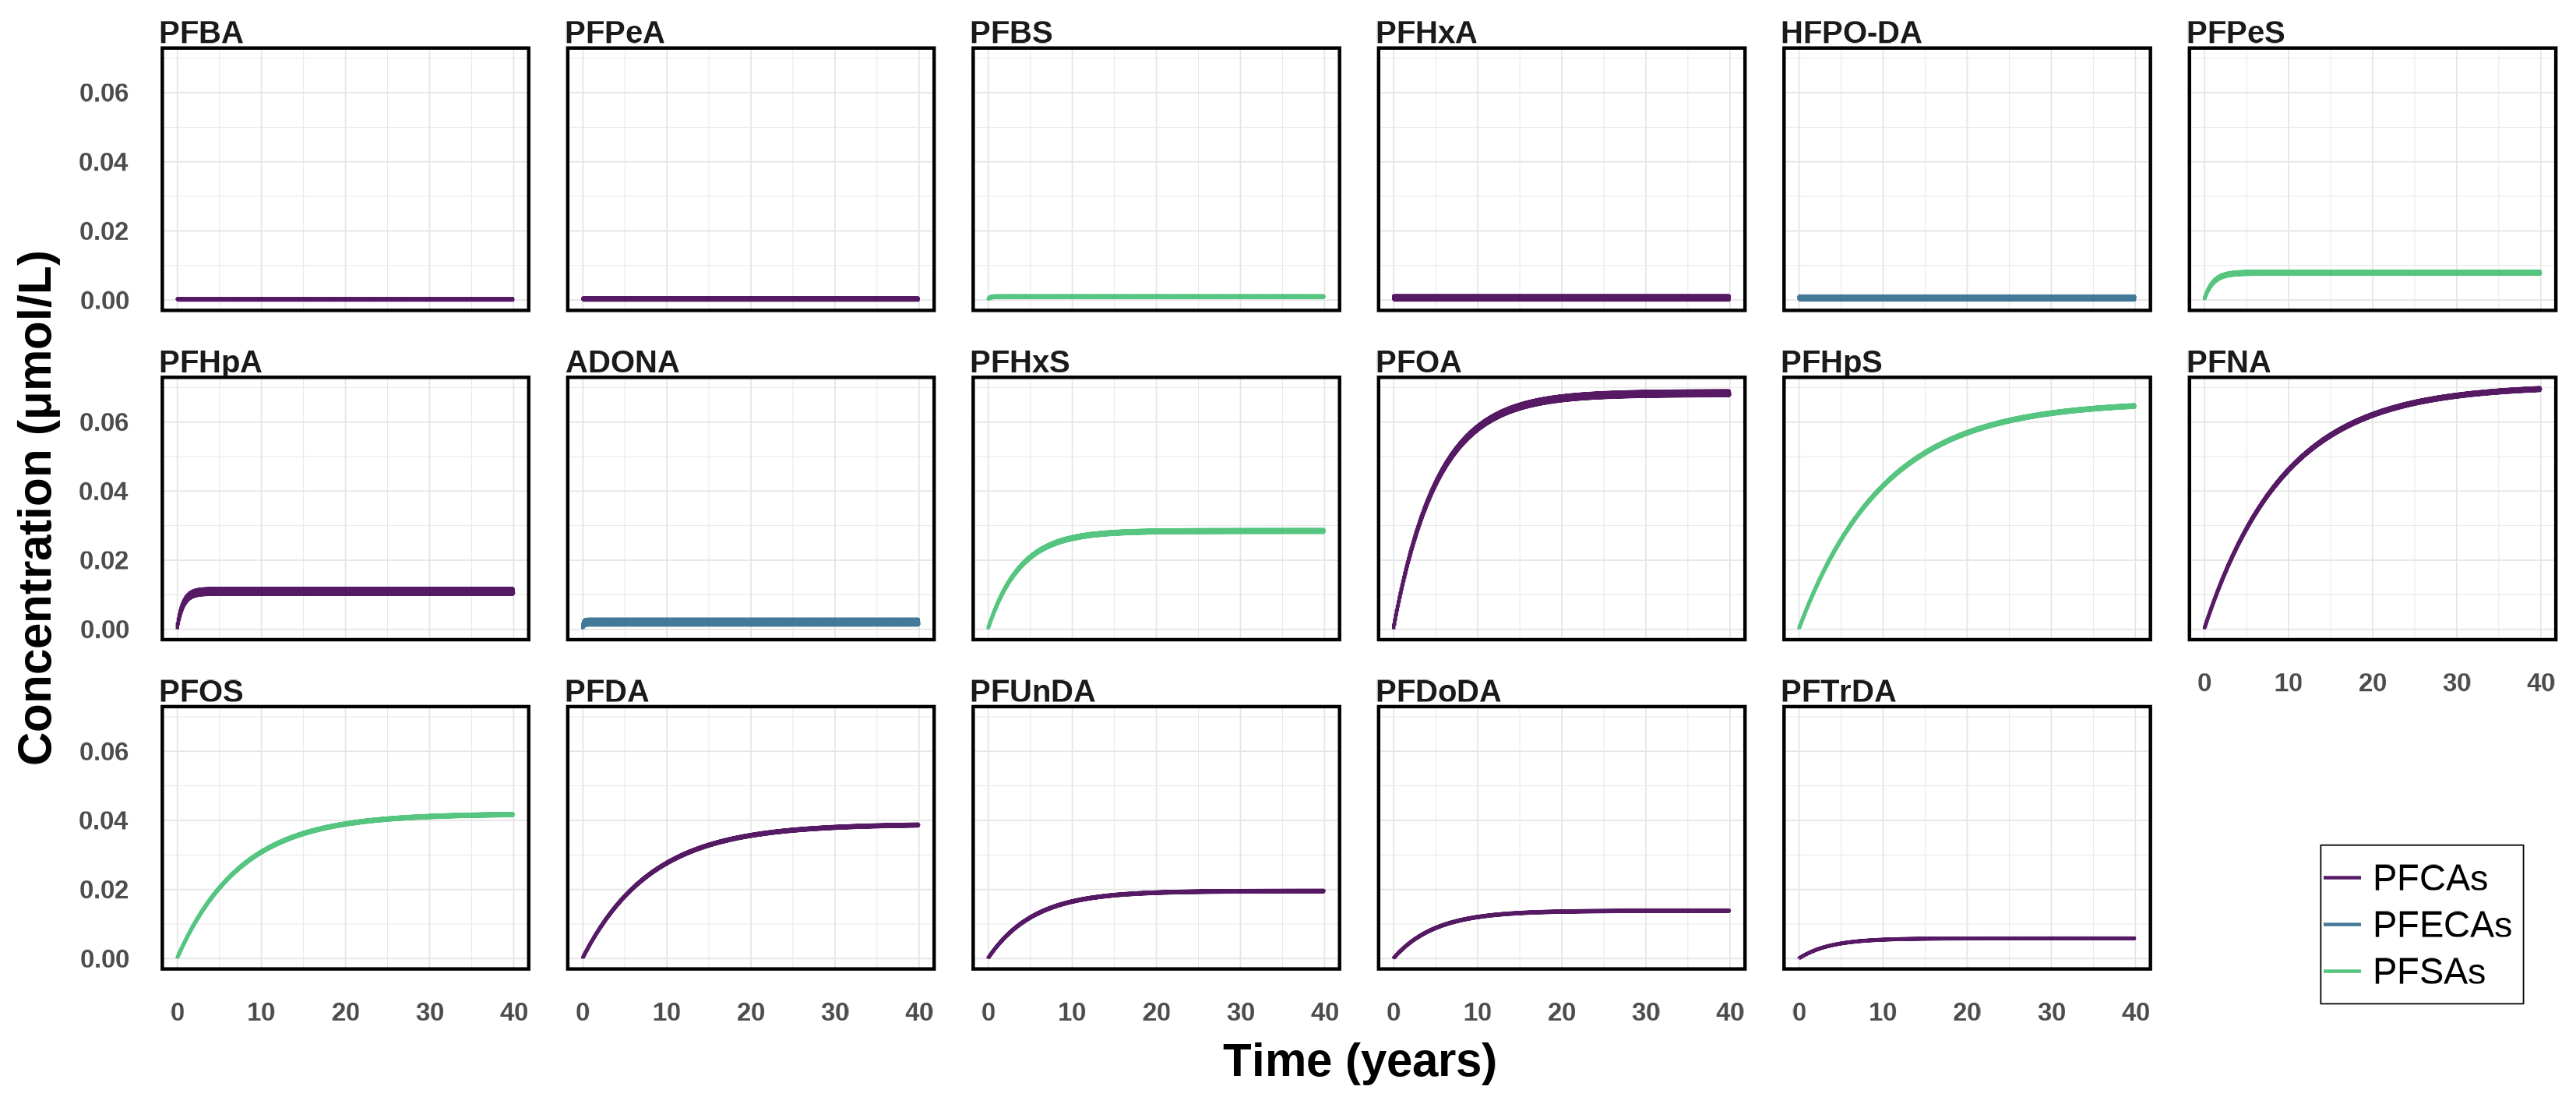 PFBA PFPeA PFBS PFHxA HFPO-DA PFPeS
0.06
0.04
0.02
0.00
PFHpA ADONA PFHxS PFOA PFHpS PFNA
0.06
0.04
0.02
0.00
0 10 20 30 40
PFOS PFDA PFUnDA PFDoDA PFTrDA
0.06
0.04
0.02
0.00
0 10 20 30 40 0 10 20 30 40 0 10 20 30 40 0 10 20 30 40 0 10 20 30 40
Concentration (μmol/L)
Time (years)
PFCAs
PFECAs
PFSAs